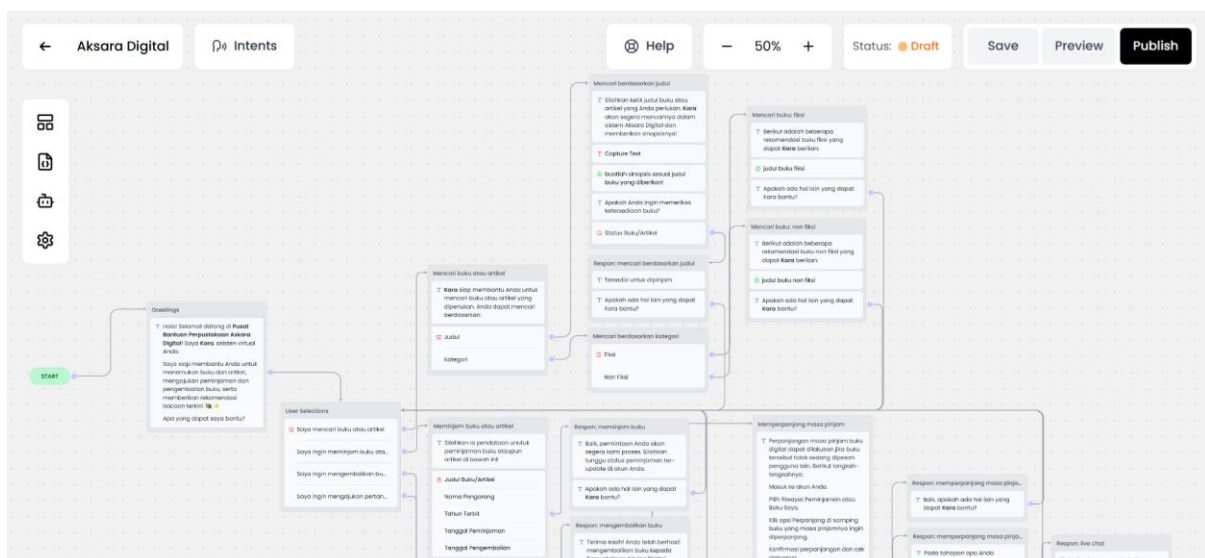 Aksara Digital
Intents
Help
50%
Status: Draft
Save
Preview
Publish
START
Greetings
Halo! Selamat datang di Pusat
Bantuan Perpustakaan Askara
Digital! Saya Kara, asisten virtual
Anda.
Saya siap membantu Anda untuk
menemukan buku dan artikel,
mengajukan peminjaman dan
pengembalian buku, serta
memberikan rekomendasi
bacaan terkini.
Apa yang dapat saya bantu?
User Selections
Saya mencari buku atau artikel
Saya ingin meminjam buku ata...
Saya ingin mengembalikan bu...
Saya ingin mengajukan pertan...
Mencari buku atau artikel
Kara siap membantu Anda untuk
mencari buku atau artikel yang
diperlukan. Anda dapat mencari
berdasarkan:
Judul
Kategori
Meminjam buku atau artikel
Silahkan isi pendataan unutuk
peminjaman buku ataupun
artikel di bawah ini!
Judul Buku/Artikel
Nama Pengarang
Tahun Terbit
Tanggal Peminjaman
Tanggal Pengembalian
Mencari berdasarkan judul
Silahkan ketik judul buku atau
artikel yang Anda perlukan. Kara
akan segera mencarinya dalam
sistem Aksara Digital dan
memberikan sinopsisnya!
Capture Text
buatlah sinopsis sesuai judul
buku yang diberikan!
Apakah Anda ingin memeriksa
ketersediaan buku?
Status Buku/Artikel
Respon: mencari berdasarkan judul
Tersedia untuk dipinjam
Apakah ada hal lain yang dapat
Kara bantu?
Mencari berdasarkan kategori
Fiksi
Non Fiksi
Respon: meminjam buku
Baik, permintaan Anda akan
segera kami proses. Silahkan
tunggu status peminjaman ter-
update di akun Anda.
Apakah ada hal lain yang dapat
Kara bantu?
Respon: mengembalikan buku
Terima kasih! Anda telah berhasil
mengembalikan buku kepada
Mencari buku: fiksi
Berikut adalah beberapa
rekomendasi buku fiksi yang
dapat Kara berikan:
judul buku fiksi
Apakah ada hal lain yang dapat
Kara bantu?
Mencari buku: non fiksi
Berikut adalah beberapa
rekomendasi buku non fiksi yang
dapat Kara berikan:
judul buku non fiksi
Apakah ada hal lain yang dapat
Kara bantu?
Memperpanjang masa pinjam
Perpanjangan masa pinjam buku
digital dapat dilakukan jika buku
tersebut tidak sedang dipesan
pengguna lain. Berikut langkah-
langkahnya:
Masuk ke akun Anda.
Pilih Riwayat Peminjaman atau
Buku Saya.
Klik opsi Perpanjang di samping
buku yang masa pinjamnya ingin
diperpanjang.
Konfirmasi perpanjangan dan cek
Respon: memperpanjang masa pinja...
Baik, apakah ada hal lain yang
dapat Kara bantu?
Respon: memperpanjang masa pinja...
Pada tahapan apa Anda
Respon: live chat